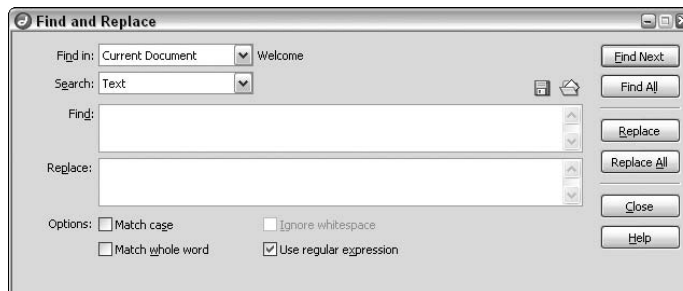 Find and Replace
Find in: Current Document Welcome
Search: Text
Find:
Replace:
Options: Match case Ignore whitespace
Match whole word Use regular expression
Find Next
Find All
Replace
Replace All
Close
Help